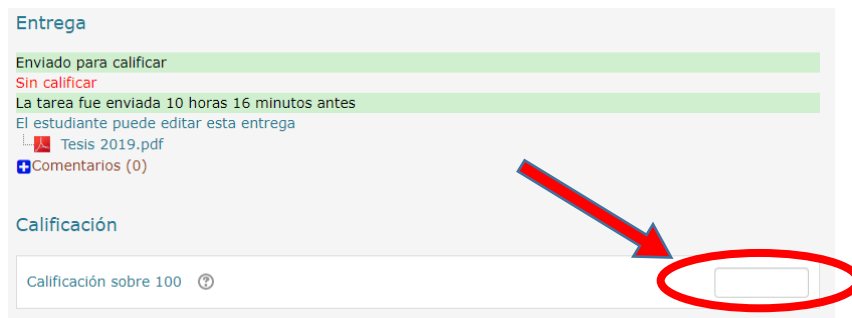 Entrega
Enviado para calificar
Sin calificar
La tarea fue enviada 10 horas 16 minutos antes
El estudiante puede editar esta entrega
Tesis 2019.pdf
Comentarios (0)
Calificación
Calificación sobre 100